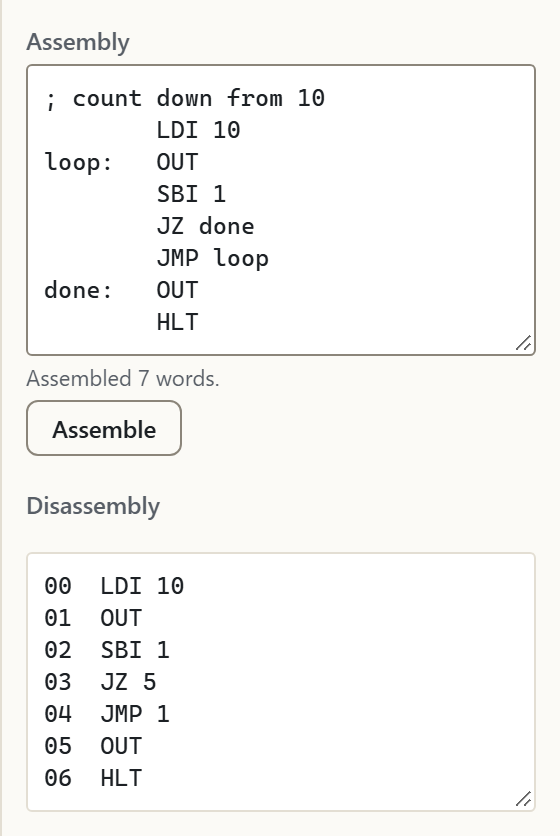 Assembly
; count down from 10
        LDI 10
loop:   OUT
        SBI 1
        JZ done
        JMP loop
done:   OUT
        HLT
Assembled 7 words.
Assemble
Disassembly
00  LDI 10
01  OUT
02  SBI 1
03  JZ 5
04  JMP 1
05  OUT
06  HLT